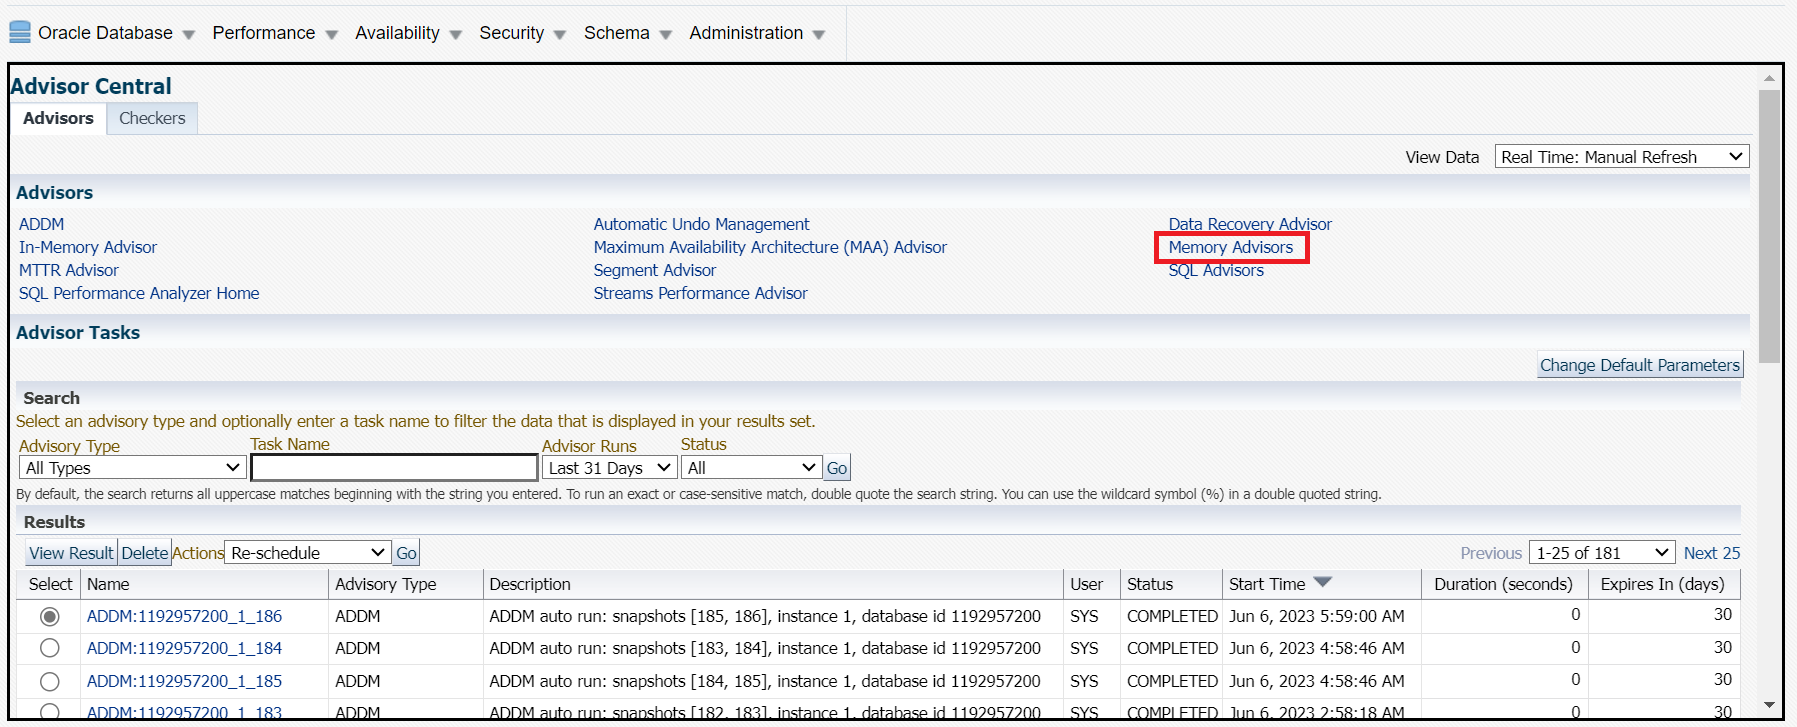 Oracle Database Performance Availability Security Schema Administration
Advisor Central
Advisors Checkers
View Data Real Time: Manual Refresh
Advisors
ADDM Automatic Undo Management Data Recovery Advisor
In-Memory Advisor Maximum Availability Architecture (MAA) Advisor Memory Advisors
MTTR Advisor Segment Advisor SQL Advisors
SQL Performance Analyzer Home Streams Performance Advisor
Advisor Tasks
Change Default Parameters
Search
Select an advisory type and optionally enter a task name to filter the data that is displayed in your results set.
Advisory Type Task Name Advisor Runs Status
All Types Last 31 Days All Go
By default, the search returns all uppercase matches beginning with the string you entered. To run an exact or case-sensitive match, double quote the search string. You can use the wildcard symbol (%) in a double quoted string.
Results
View Result Delete Actions Re-schedule Go Previous 1-25 of 181 Next 25
Select Name Advisory Type Description User Status Start Time Duration (seconds) Expires In (days)
ADDM:1192957200_1_186 ADDM ADDM auto run: snapshots [185, 186], instance 1, database id 1192957200 SYS COMPLETED Jun 6, 2023 5:59:00 AM 0 30
ADDM:1192957200_1_184 ADDM ADDM auto run: snapshots [183, 184], instance 1, database id 1192957200 SYS COMPLETED Jun 6, 2023 4:58:46 AM 0 30
ADDM:1192957200_1_185 ADDM ADDM auto run: snapshots [184, 185], instance 1, database id 1192957200 SYS COMPLETED Jun 6, 2023 4:58:46 AM 0 30
ADDM:1192957200_1_183 ADDM ADDM auto run: snapshots [182, 183], instance 1, database id 1192957200 SYS COMPLETED Jun 6, 2023 2:58:18 AM 0 30